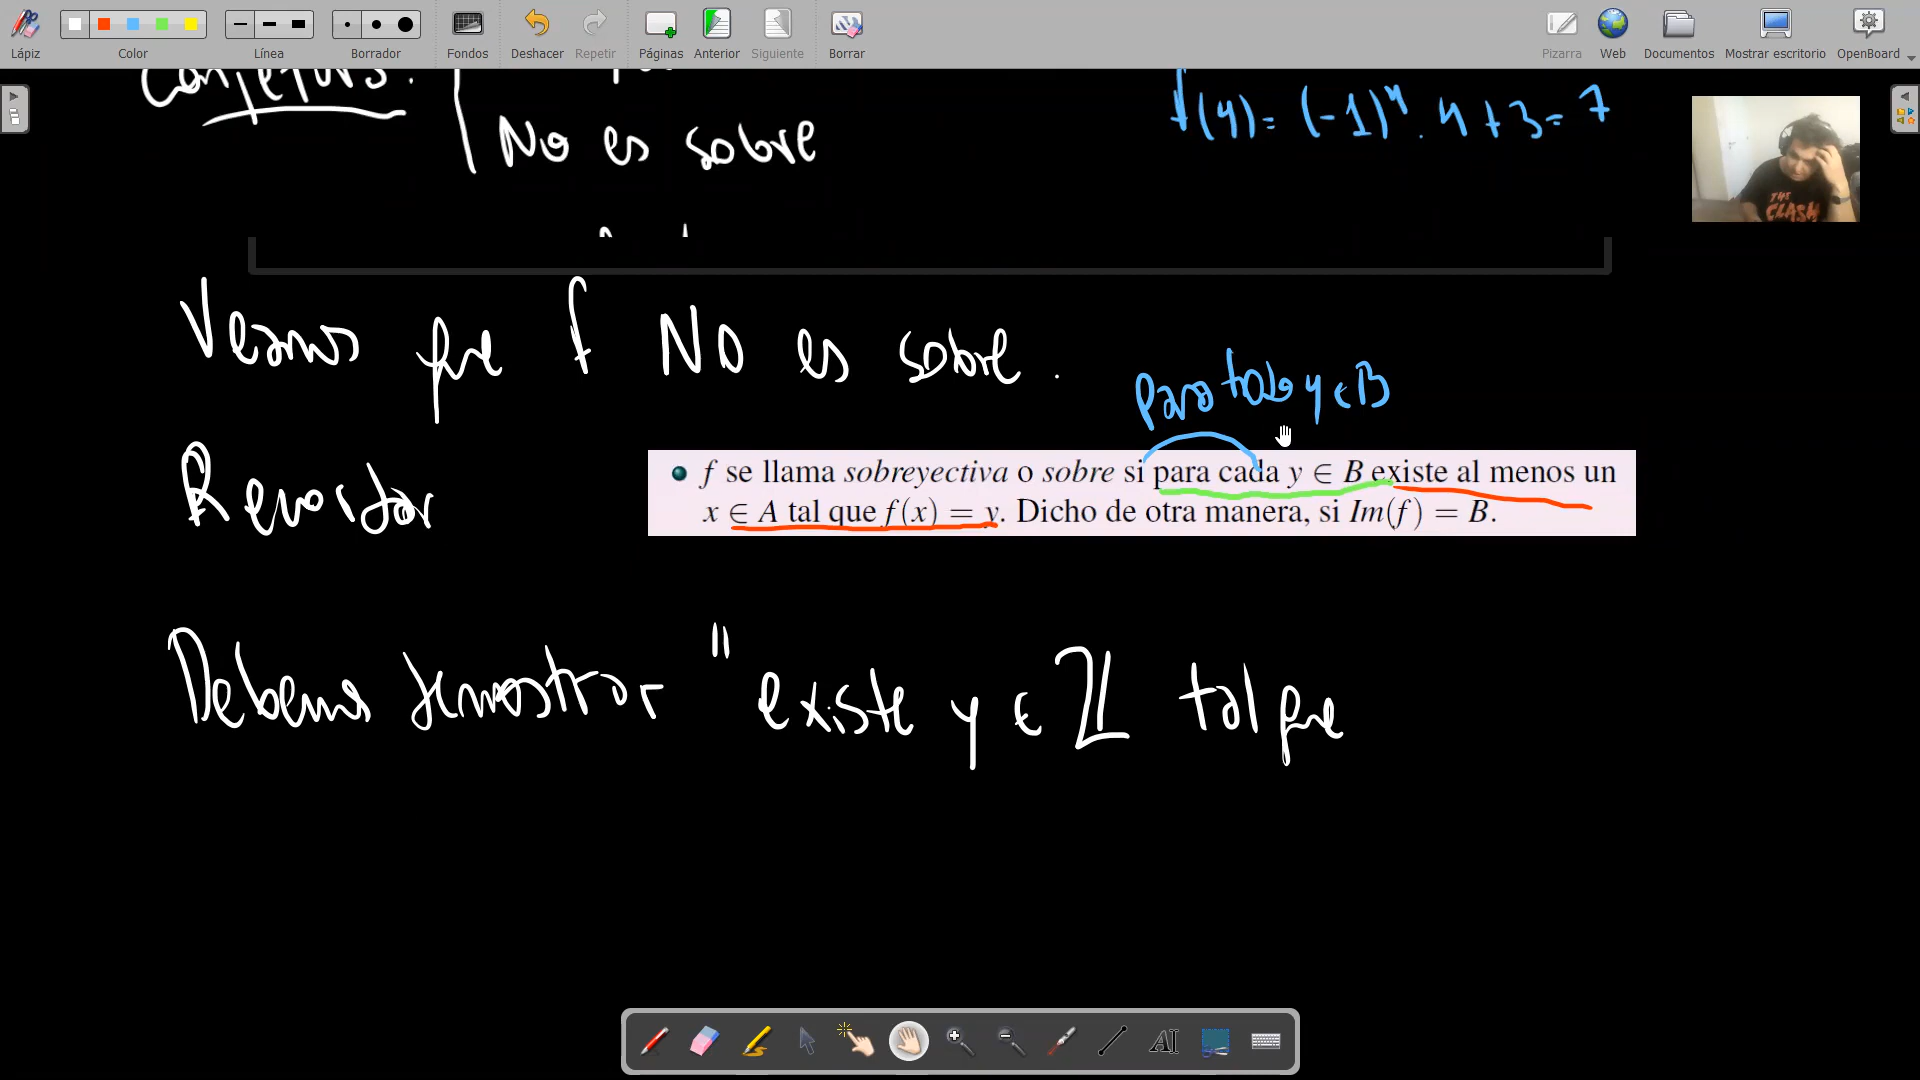 Lápiz Color Línea Borrador Fondos Deshacer Repetir Páginas Anterior Siguiente Borrar Pizarra Web Documentos Mostrar escritorio OpenBoard
f(4) = (-1)^4 . 4 + 3 = 7
No es sobre
THE
CLASH
Veamos que f No es sobre.
Para todo y ∈ B
Recordar
• f se llama sobreyectiva o sobre si para cada y ∈ B existe al menos un
x ∈ A tal que f(x) = y. Dicho de otra manera, si Im(f) = B.
Debemos demostrar "existe y ∈ ℤ tal que